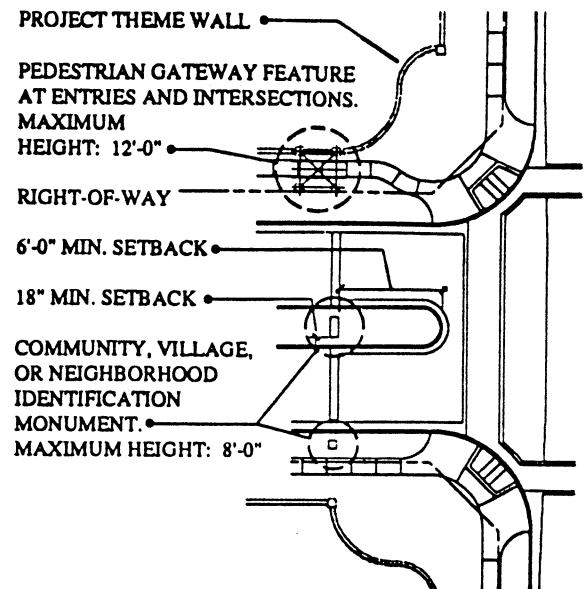 PROJECT THEME WALL
PEDESTRIAN GATEWAY FEATURE
AT ENTRIES AND INTERSECTIONS.
MAXIMUM
HEIGHT: 12'-0"
RIGHT-OF-WAY
6'-0" MIN. SETBACK
18" MIN. SETBACK
COMMUNITY, VILLAGE,
OR NEIGHBORHOOD
IDENTIFICATION
MONUMENT.
MAXIMUM HEIGHT: 8'-0"